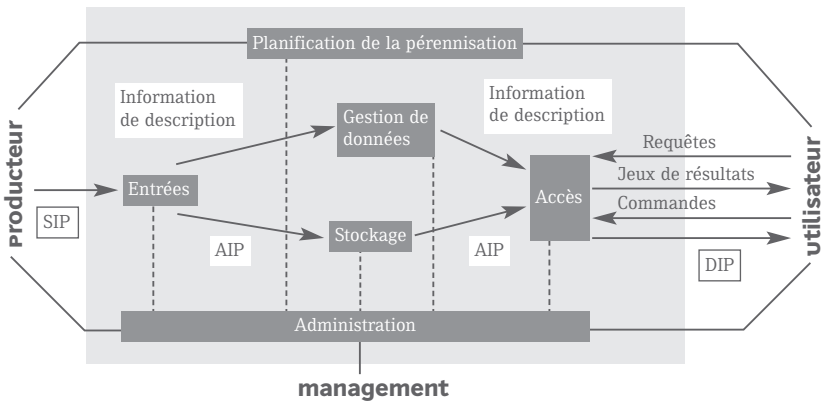 Planification de la pérennisation
Information
de description
Information
de description
Gestion de
données
Producteur
Entrées
SIP
AIP
Stockage
AIP
Accès
Requêtes
Jeux de résultats
Commandes
DIP
utilisateur
Administration
management